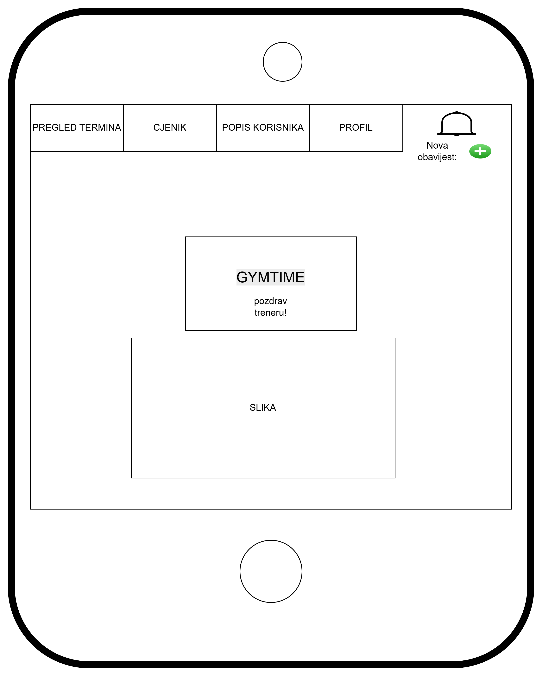 PREGLED TERMINA
CJENIK
POPIS KORISNIKA
PROFIL
Nova
obavijest:
GYMTIME
pozdrav
treneru!
SLIKA